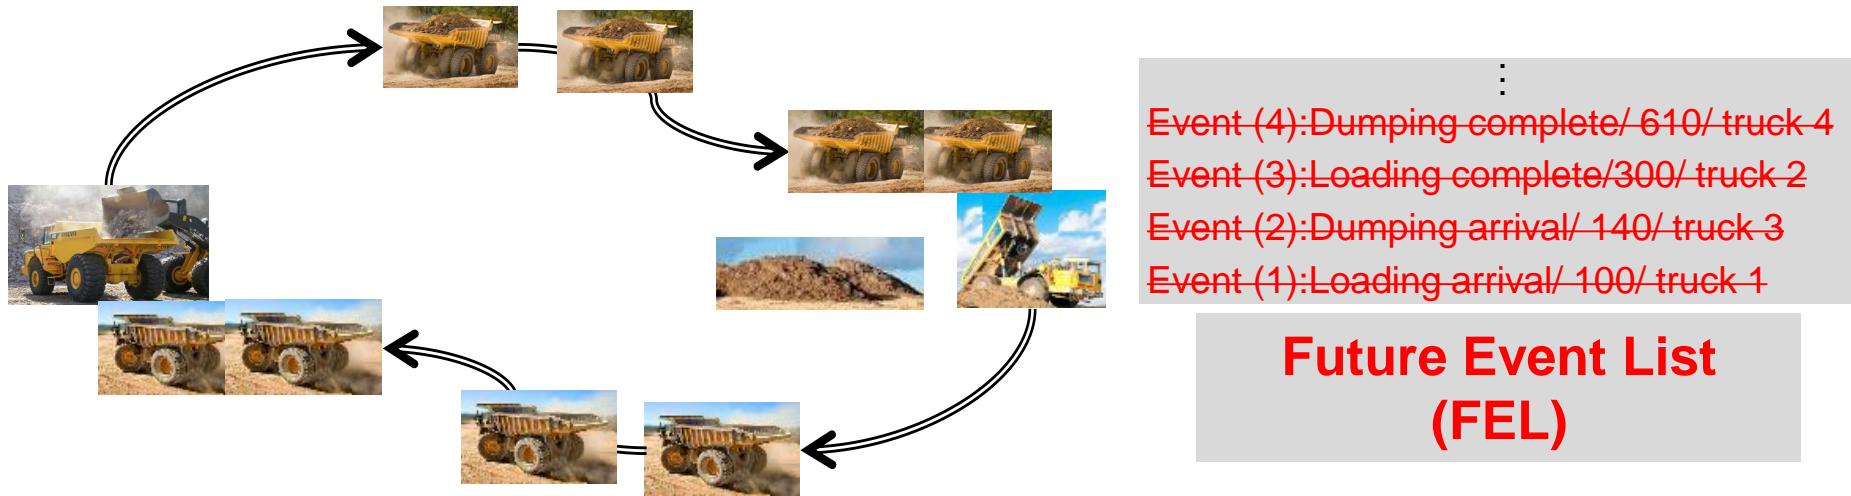 ⋮
Event (4):Dumping complete/ 610/ truck 4
Event (3):Loading complete/300/ truck 2
Event (2):Dumping arrival/ 140/ truck 3
Event (1):Loading arrival/ 100/ truck 1
Future Event List
(FEL)